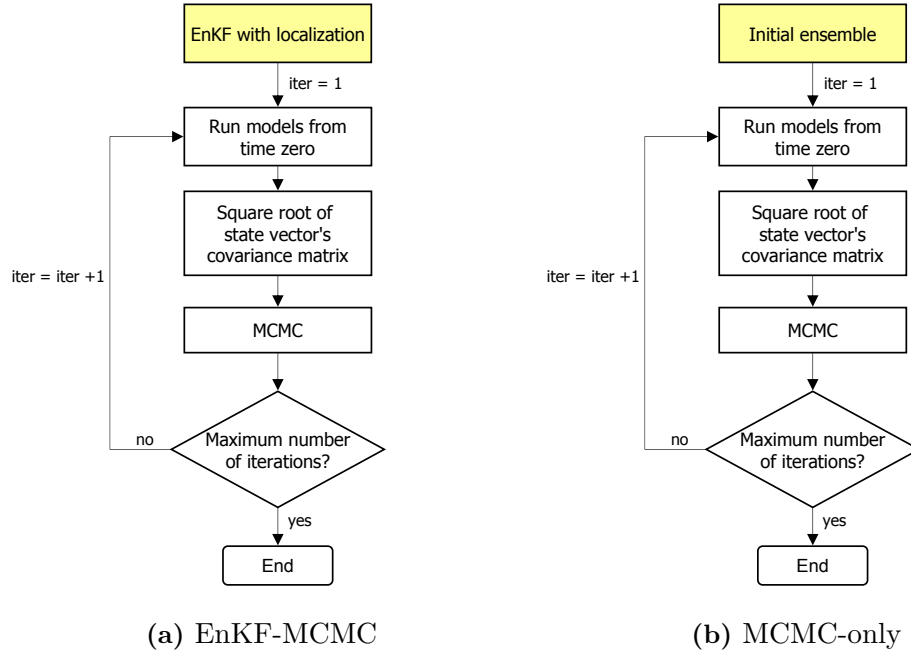 EnKF with localization
iter = 1
Run models from
time zero
Square root of
state vector's
covariance matrix
iter = iter +1
MCMC
no
Maximum number
of iterations?
yes
End
(a) EnKF-MCMC
Initial ensemble
iter = 1
Run models from
time zero
Square root of
state vector's
covariance matrix
iter = iter +1
MCMC
no
Maximum number
of iterations?
yes
End
(b) MCMC-only